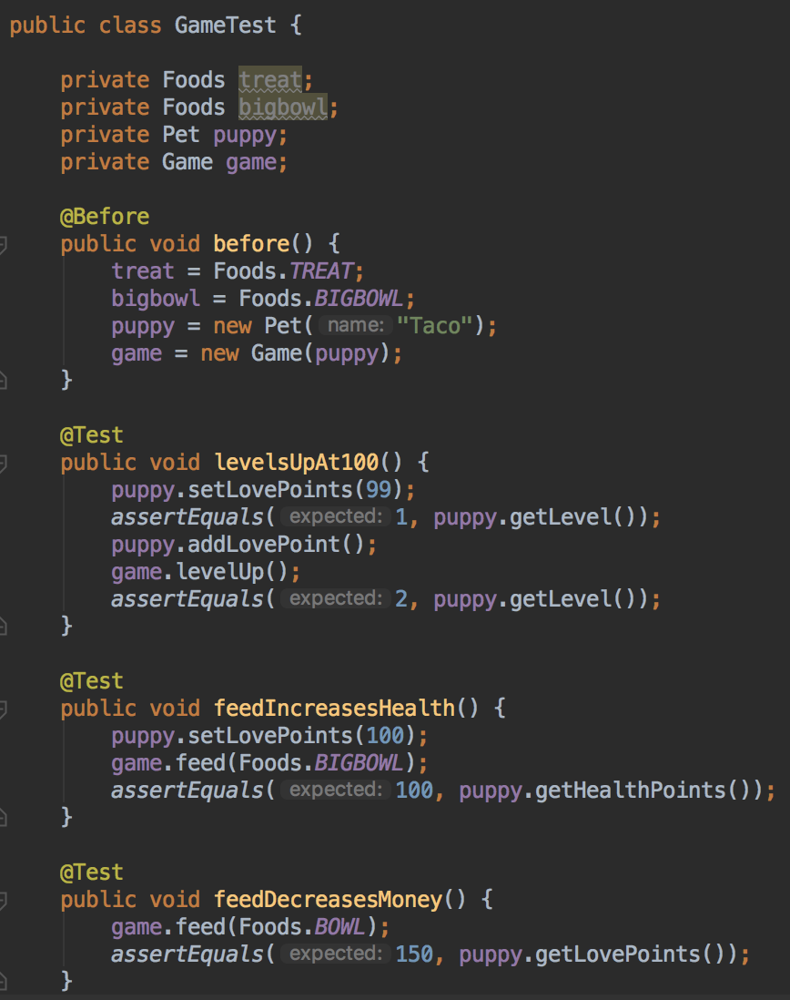 public class GameTest {
private Foods treat;
private Foods bigbowl;
private Pet puppy;
private Game game;
@Before
public void before() {
treat = Foods.TREAT;
bigbowl = Foods.BIGBOWL;
puppy = new Pet( name: "Taco");
game = new Game(puppy);
}
@Test
public void levelsUpAt100() {
puppy.setLovePoints(99);
assertEquals( expected: 1, puppy.getLevel());
puppy.addLovePoint();
game.levelUp();
assertEquals( expected: 2, puppy.getLevel());
}
@Test
public void feedIncreasesHealth() {
puppy.setLovePoints(100);
game.feed(Foods.BIGBOWL);
assertEquals( expected: 100, puppy.getHealthPoints());
}
@Test
public void feedDecreasesMoney() {
game.feed(Foods.BOWL);
assertEquals( expected: 150, puppy.getLovePoints());
}